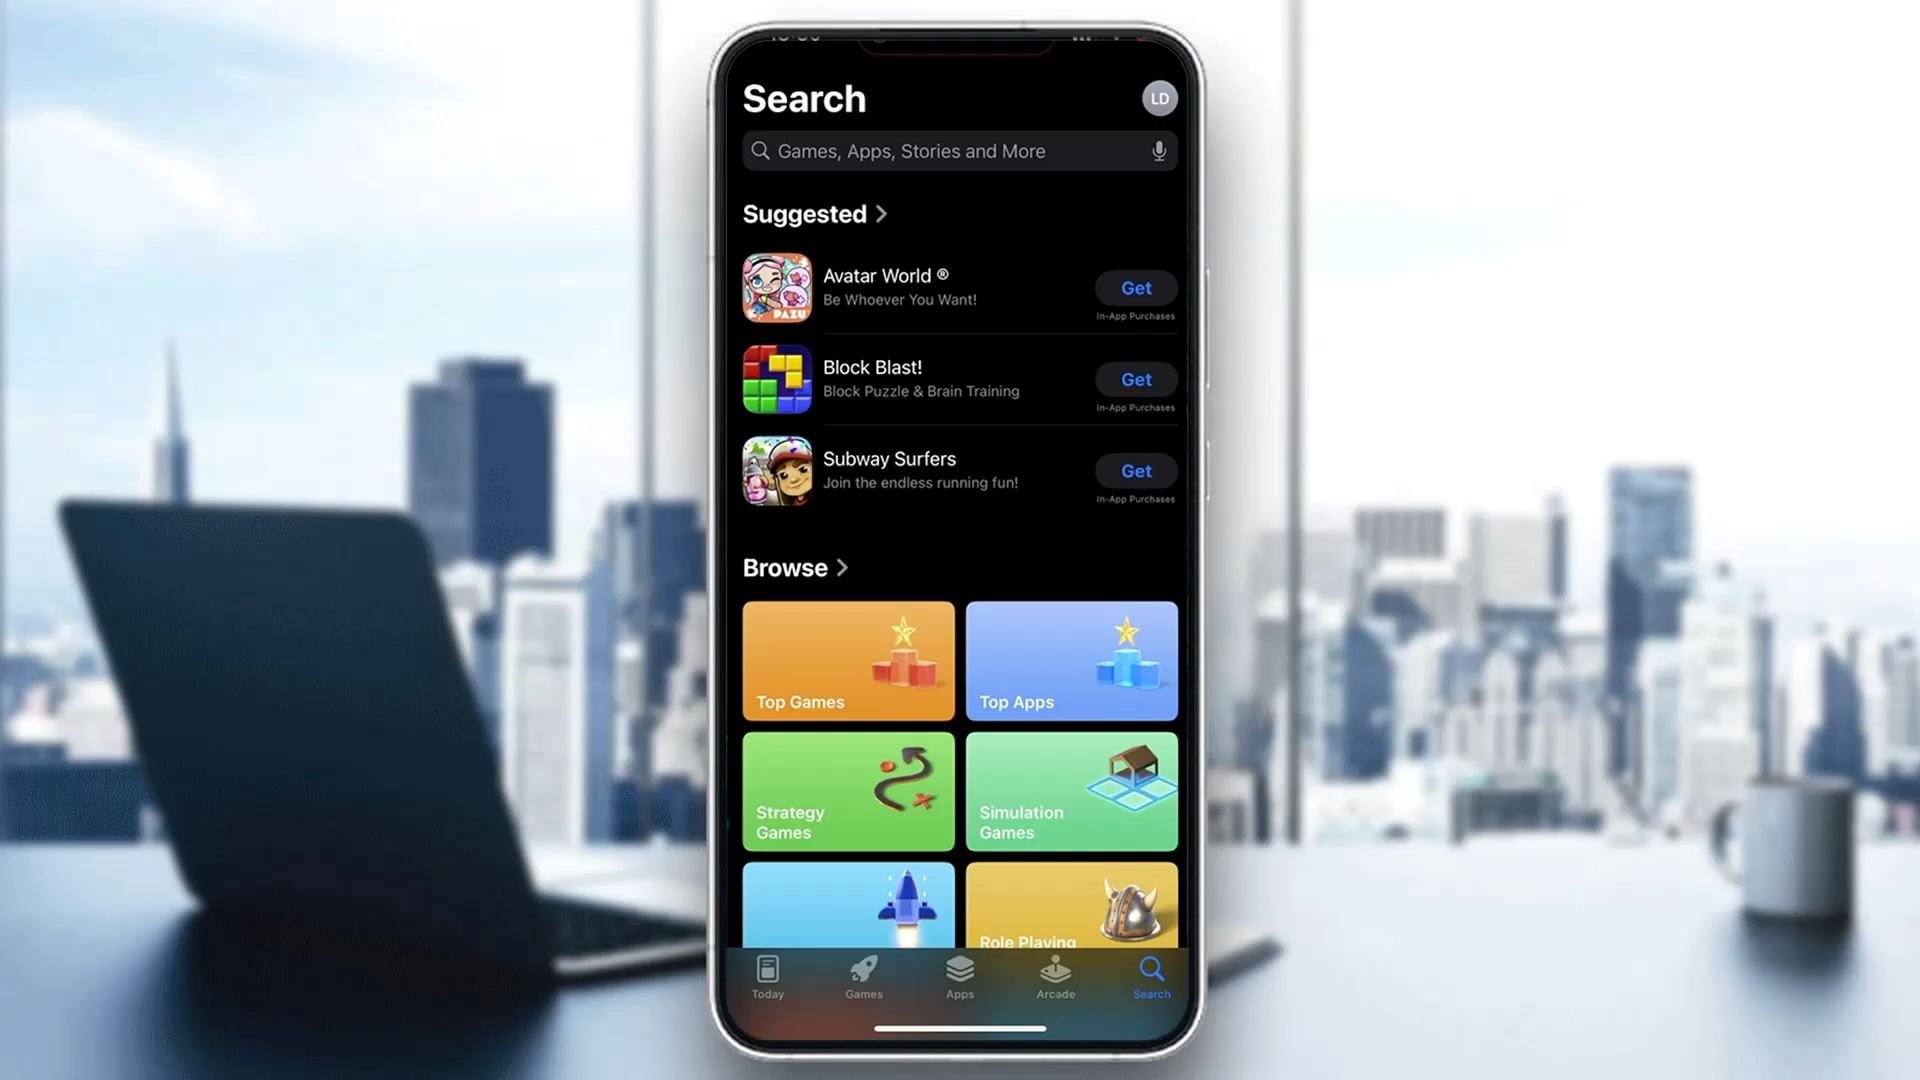 Search
LD
Games, Apps, Stories and More
Suggested
Avatar World ®
Be Whoever You Want!
Get
In-App Purchases
PAZU
Block Blast!
Block Puzzle & Brain Training
Get
In-App Purchases
Subway Surfers
Join the endless running fun!
Get
In-App Purchases
Browse
Top Games
Top Apps
Strategy
Games
Simulation
Games
Role Playing
Today
Games
Apps
Arcade
Search